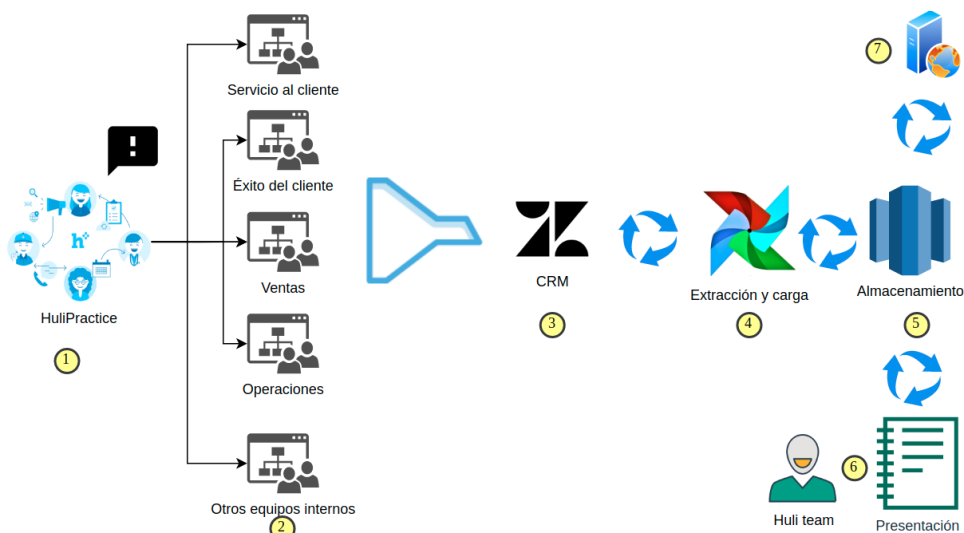 7
Servicio al cliente
!
Éxito del cliente
h
HuliPractice
1
Ventas
Operaciones
Otros equipos internos
2
CRM
3
Extracción y carga
4
Almacenamiento
5
6
Huli team
Presentación